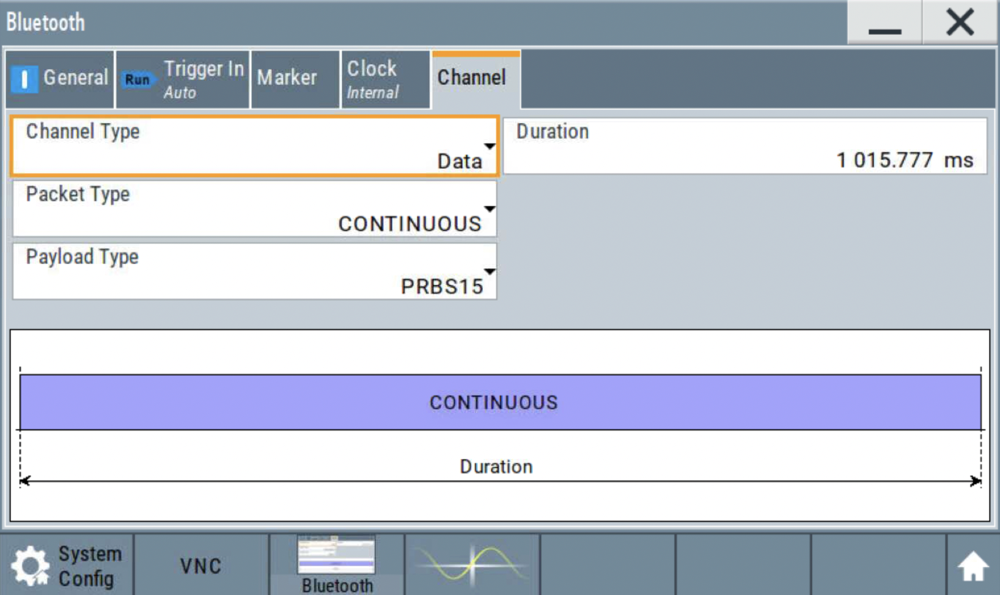 Bluetooth
General
Run
Trigger In
Auto
Marker
Clock
Internal
Channel
Channel Type
Data
Duration
1 015.777 ms
Packet Type
CONTINUOUS
Payload Type
PRBS15
CONTINUOUS
Duration
System
Config
VNC
Bluetooth